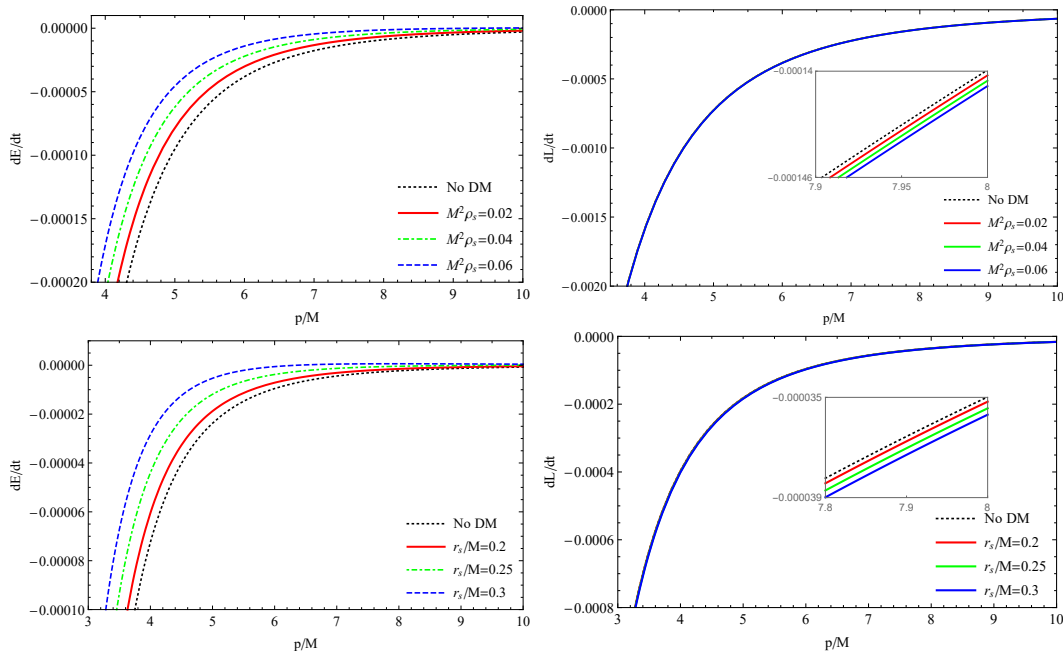 0.00000
−0.00005
−0.00010
−0.00015
−0.00020
dE/dt
4 5 6 7 8 9 10
p/M
No DM
M²ρₛ=0.02
M²ρₛ=0.04
M²ρₛ=0.06
0.0000
−0.0005
−0.0010
−0.0015
−0.0020
dL/dt
4 5 6 7 8 9 10
p/M
−0.00014
−0.000146
7.9 7.95 8
No DM
M²ρₛ=0.02
M²ρₛ=0.04
M²ρₛ=0.06
0.00000
−0.00002
−0.00004
−0.00006
−0.00008
−0.00010
dE/dt
3 4 5 6 7 8 9 10
p/M
No DM
rₛ/M=0.2
rₛ/M=0.25
rₛ/M=0.3
0.0000
−0.0002
−0.0004
−0.0006
−0.0008
dL/dt
3 4 5 6 7 8 9 10
p/M
−0.000035
−0.000039
7.8 7.9 8
No DM
rₛ/M=0.2
rₛ/M=0.25
rₛ/M=0.3